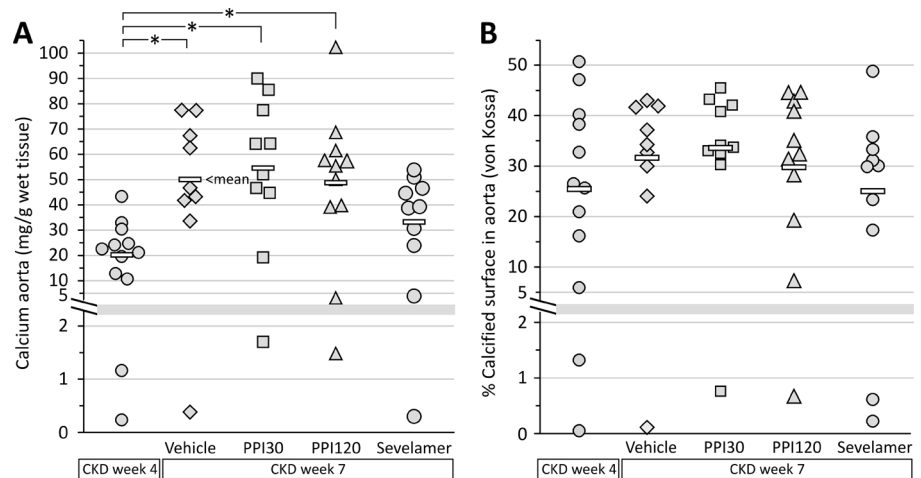 A
* 
*
*
Calcium aorta (mg/g wet tissue)
100
90
80
70
60
50
40
30
20
10
5
2
1
0
<mean
Vehicle PPI30 PPI120 Sevelamer
CKD week 4 CKD week 7
B
% Calcified surface in aorta (von Kossa)
50
40
30
20
10
5
2
1
0
Vehicle PPI30 PPI120 Sevelamer
CKD week 4 CKD week 7